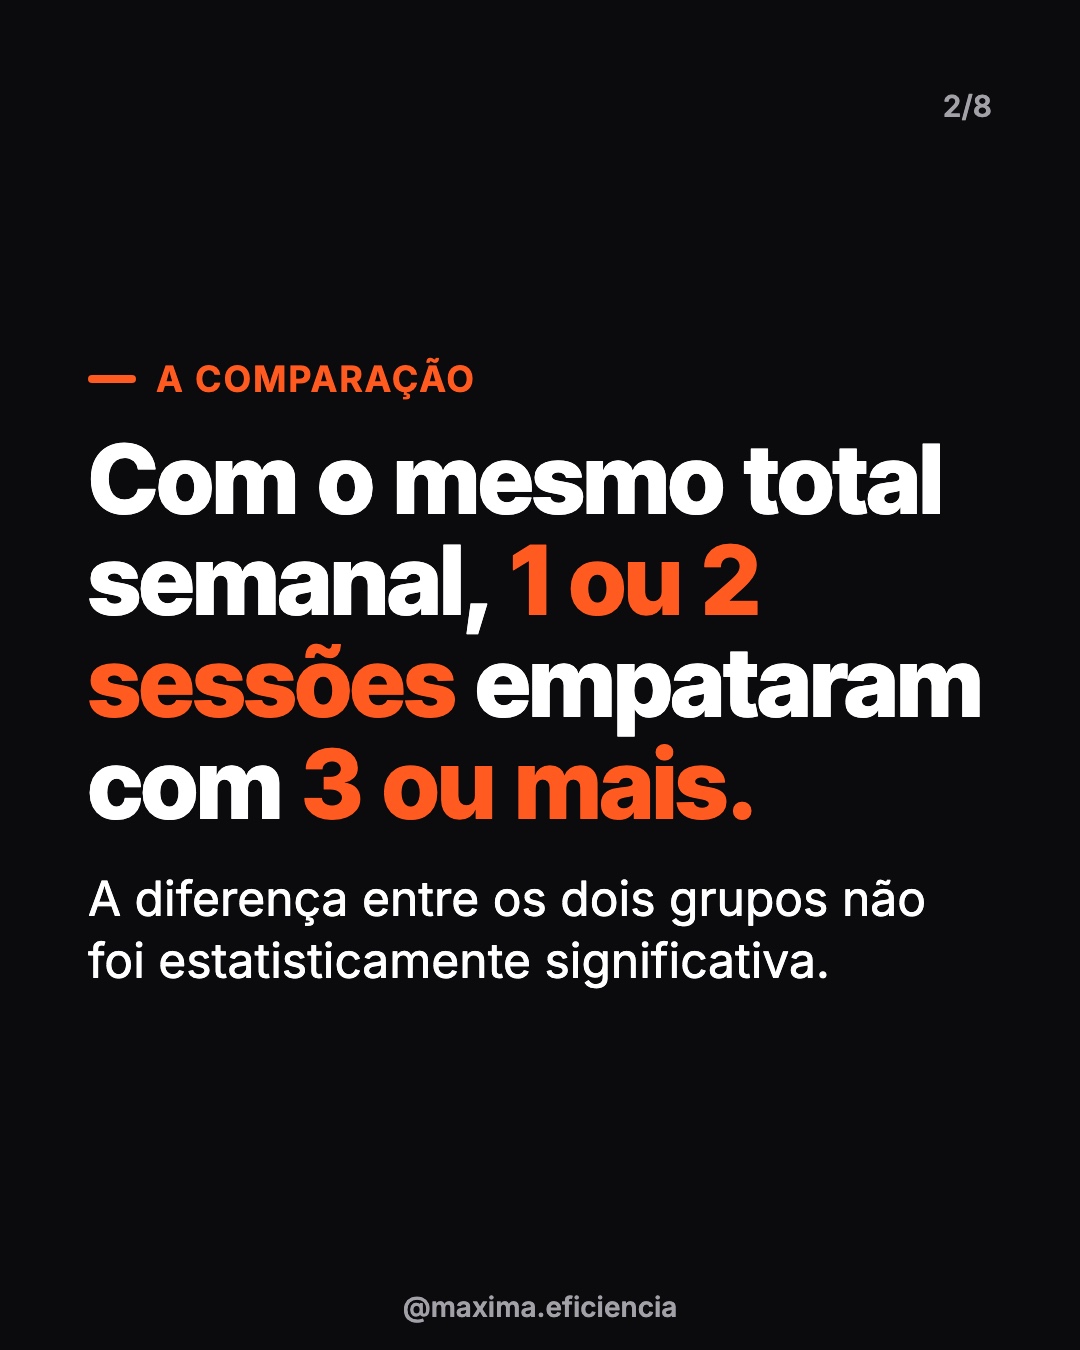 2/8
A COMPARAÇÃO
Com o mesmo total
semanal, 1 ou 2
sessões empataram
com 3 ou mais.
A diferença entre os dois grupos não
foi estatisticamente significativa.
@maxima.eficiencia